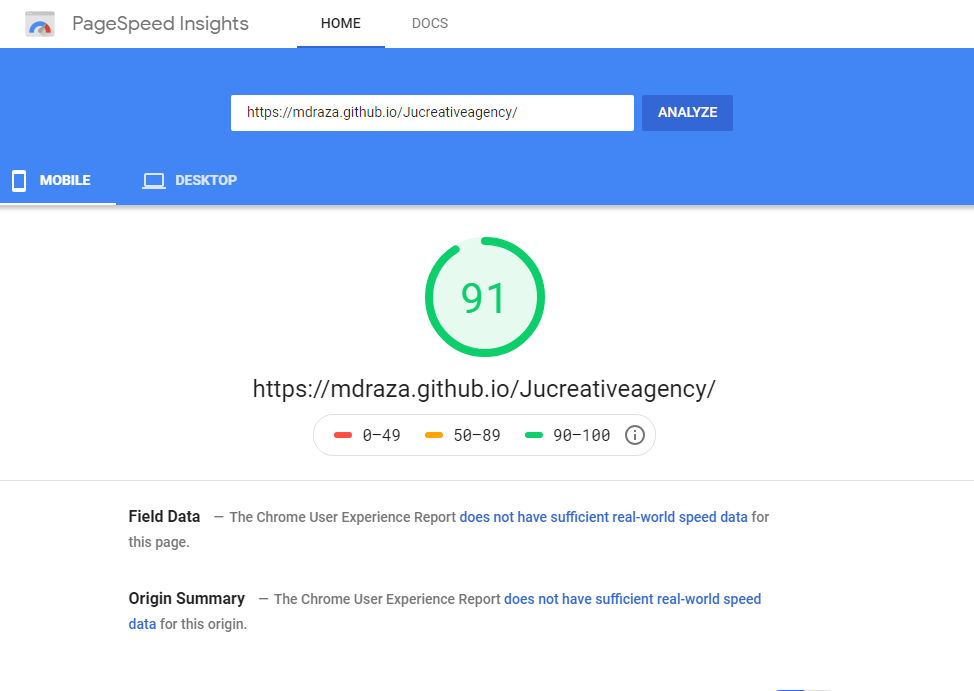 PageSpeed Insights HOME DOCS
https://mdraza.github.io/Jucreativeagency/ ANALYZE
MOBILE DESKTOP
91
https://mdraza.github.io/Jucreativeagency/
0–49 50–89 90–100
Field Data — The Chrome User Experience Report does not have sufficient real-world speed data for
this page.
Origin Summary — The Chrome User Experience Report does not have sufficient real-world speed
data for this origin.